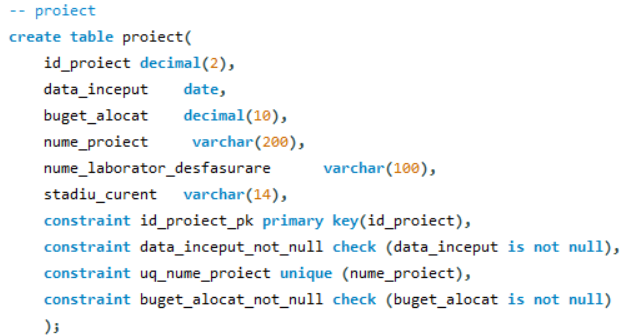 -- proiect
create table proiect(
id_proiect decimal(2),
data_inceput date,
buget_alocat decimal(10),
nume_proiect varchar(200),
nume_laborator_desfasurare varchar(100),
stadiu_curent varchar(14),
constraint id_proiect_pk primary key(id_proiect),
constraint data_inceput_not_null check (data_inceput is not null),
constraint uq_nume_proiect unique (nume_proiect),
constraint buget_alocat_not_null check (buget_alocat is not null)
);